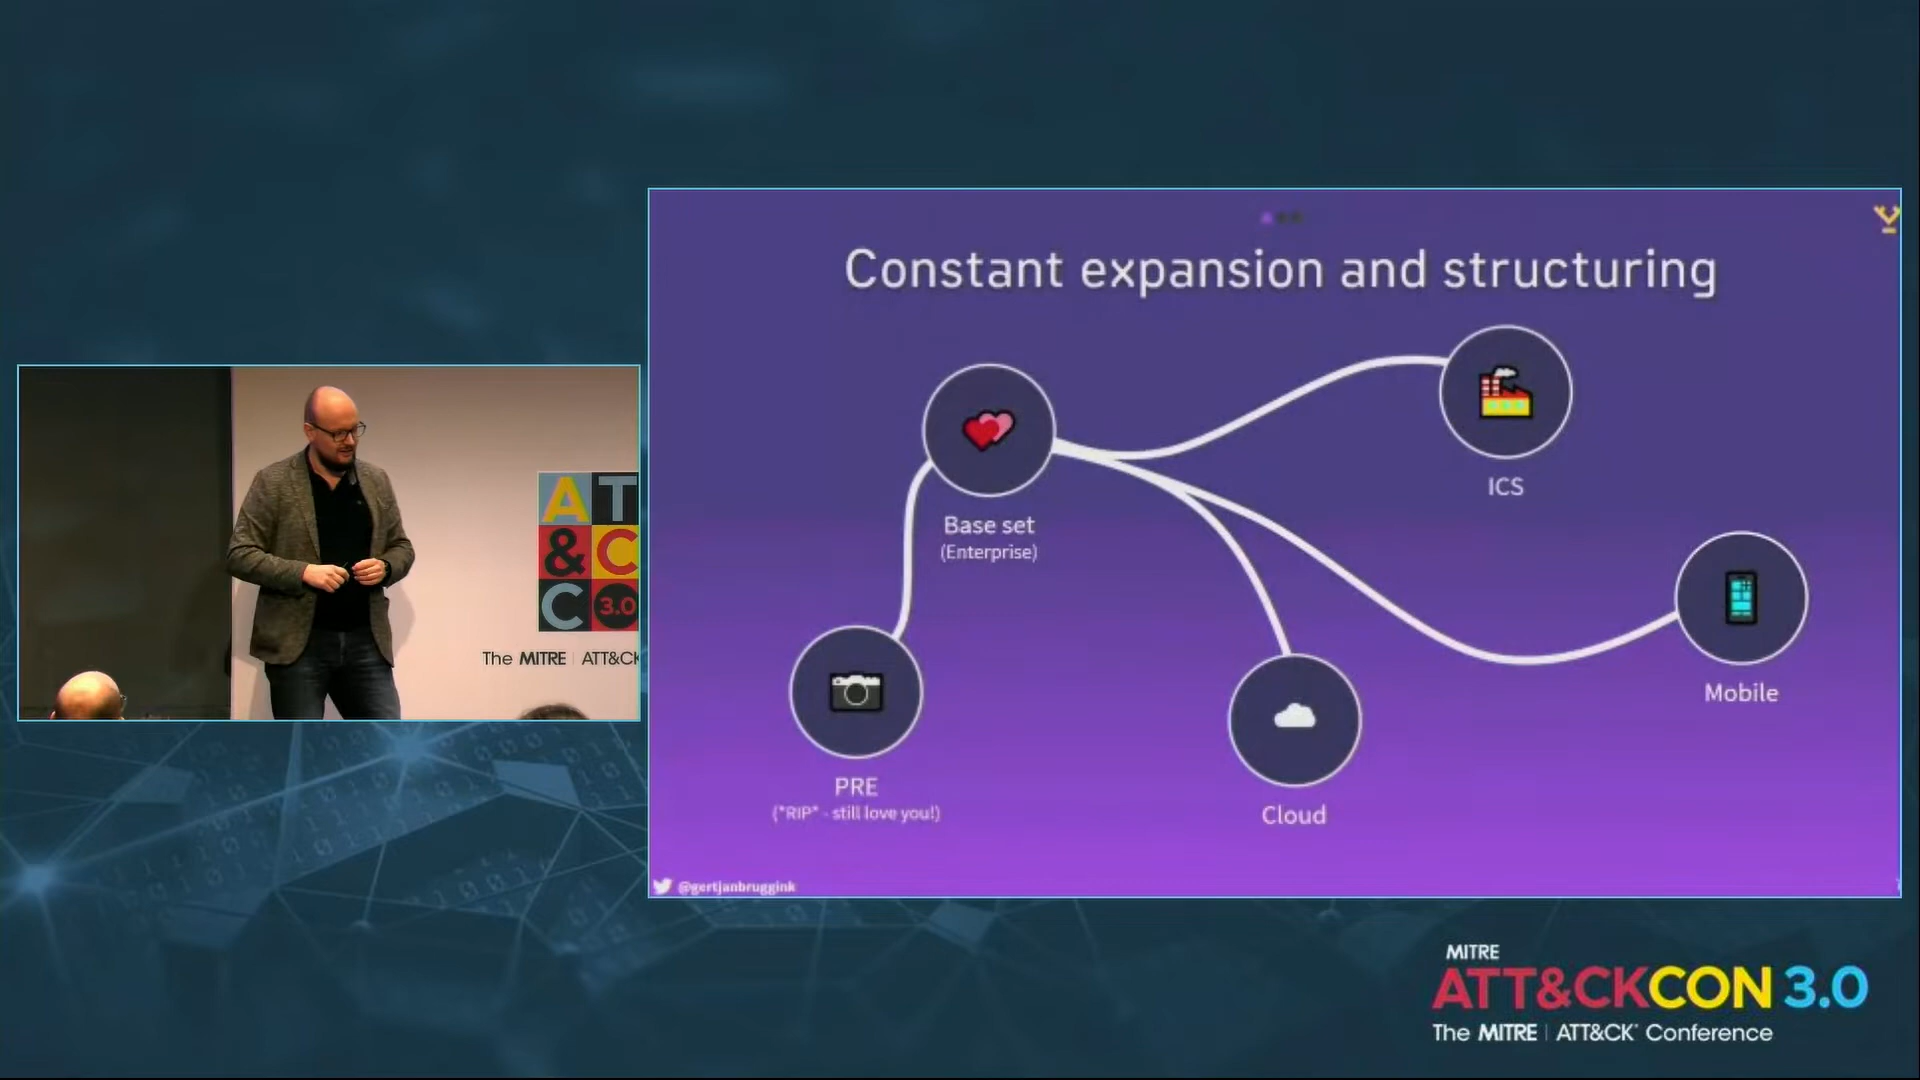 Constant expansion and structuring
ICS
Base set
(Enterprise)
Mobile
PRE
(*RIP* - still love you!)
Cloud
@gertjanbruggink
AT
&C
C 3.0
The MITRE | ATT&CK
MITRE
ATT&CKCON 3.0
The MITRE | ATT&CK® Conference